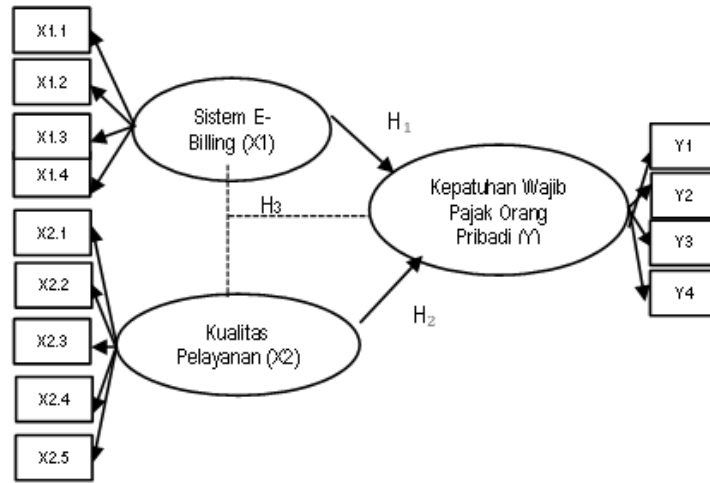 X1.1
X1.2
X1.3
X1.4
Sistem E-
Billing (X1)
H1
H3
Kepatuhan Wajib
Pajak Orang
Pribadi (Y)
Y1
Y2
Y3
Y4
X2.1
X2.2
X2.3
X2.4
X2.5
Kualitas
Pelayanan (X2)
H2